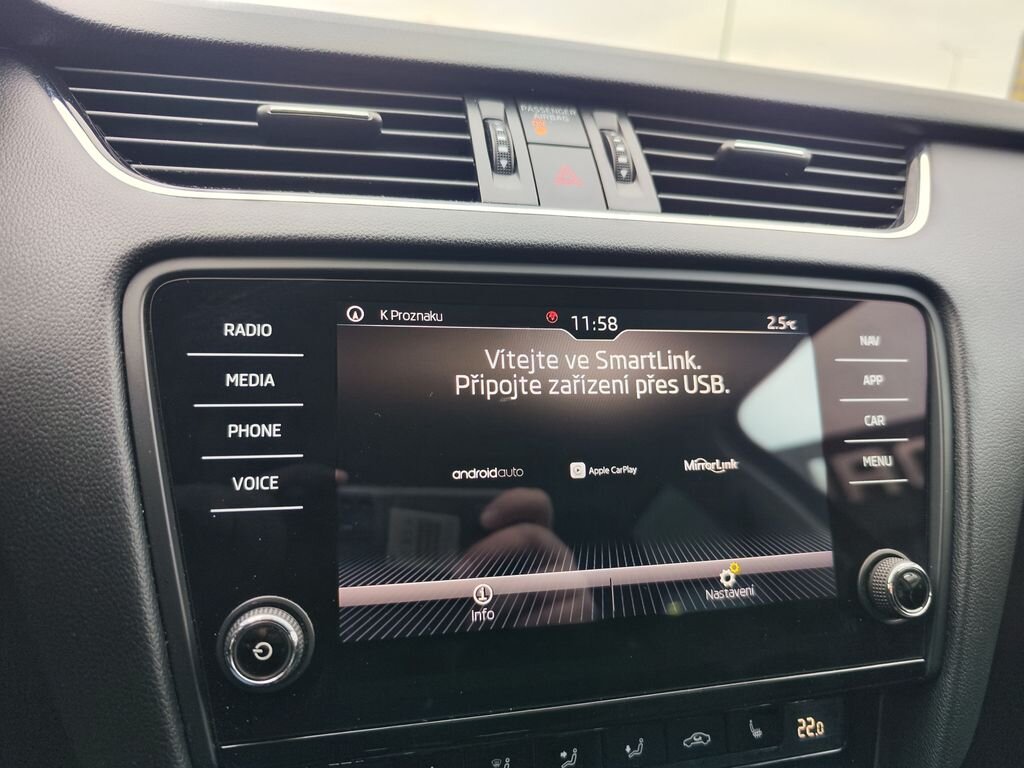 PASSENGER
AIRBAG
K Proznaku
11:58
2.5°C
Vítejte ve SmartLink.
Připojte zařízení přes USB.
RADIO
MEDIA
PHONE
VOICE
androidauto
Apple CarPlay
MirrorLink
Info
Nastavení
NAV
APP
CAR
MENU
22.0